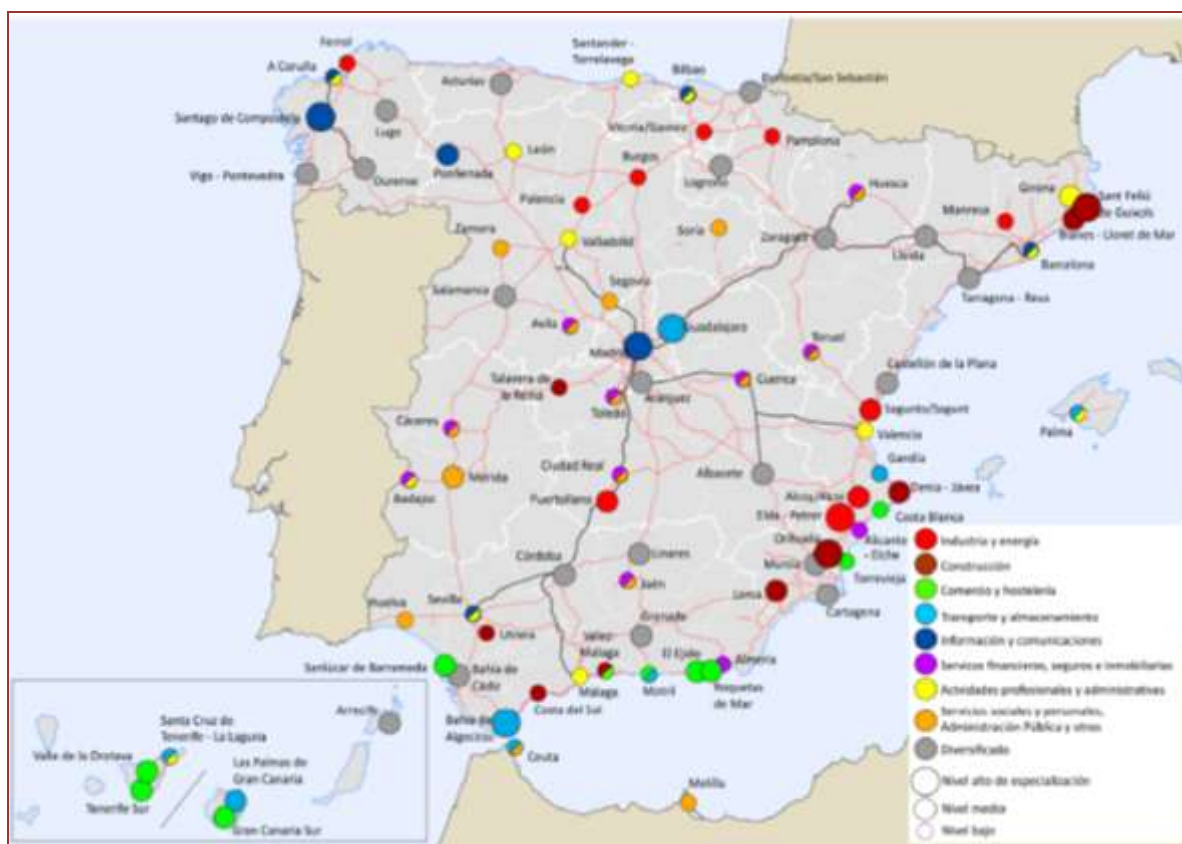 Ferrol
A Coruña
Santiago de Compostela
Lugo
Vigo - Pontevedra
Ourense
Ponferrada
Asturias
León
Santander -
Torrelavega
Bilbao
Donostia/San Sebastián
Vitoria/Gasteiz
Pamplona
Burgos
Logroño
Palencia
Huesca
Girona
Sant Feliú
de Guixols
Manresa
Blanes - Lloret de Mar
Zamora
Valladolid
Soria
Zaragoza
Lleida
Barcelona
Tarragona - Reus
Salamanca
Segovia
Ávila
Guadalajara
Madrid
Teruel
Castellón de la Plana
Talavera de
la Reina
Toledo
Aranjuez
Cuenca
Sagunto/Sagunt
Valencia
Palma
Cáceres
Gandía
Ciudad Real
Albacete
Badajoz
Mérida
Puertollano
Denia - Jávea
Elda - Petrer
Costa Blanca
Orihuela
Alicante
- Elche
Córdoba
Linares
Murcia
Torrevieja
Jaén
Lorca
Cartagena
Huelva
Sevilla
Utrera
Granada
Vélez-
Málaga
El Ejido
Almería
Sanlúcar de Barrameda
Bahía de
Cádiz
Málaga
Motril
Roquetas
de Mar
Costa del Sol
Bahía de
Algeciras
Ceuta
Melilla
Arrecife
Santa Cruz de
Tenerife - La Laguna
Valle de la Orotava
Las Palmas de
Gran Canaria
Tenerife Sur
Gran Canaria Sur
Industria y energía
Construcción
Comercio y hostelería
Transporte y almacenamiento
Información y comunicaciones
Servicios financieros, seguros e inmobiliarias
Actividades profesionales y administrativas
Servicios sociales y personales,
Administración Pública y otros
Diversificado
Nivel alto de especialización
Nivel medio
Nivel bajo